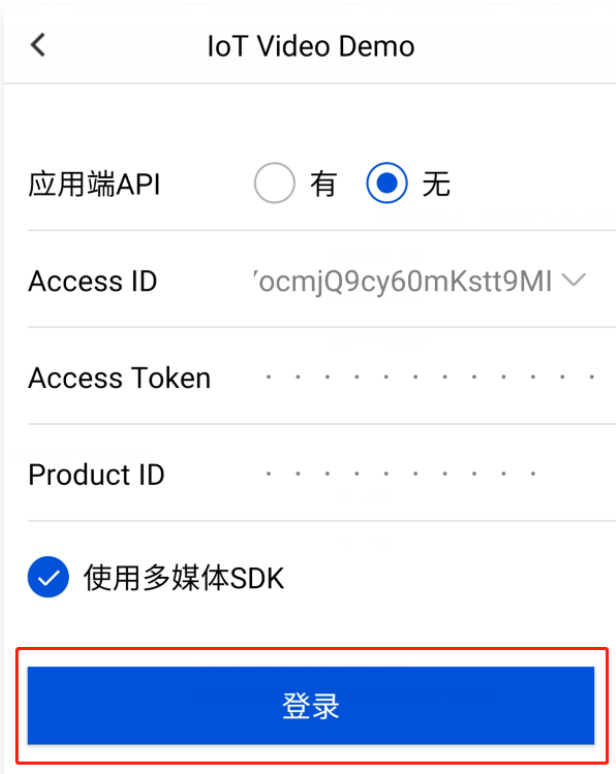 IoT Video Demo
应用端API 有 无
Access ID ocmjQ9cy60mKstt9MI
Access Token · · · · · · · · · · · ·
Product ID · · · · · · · · · ·
使用多媒体SDK
登录